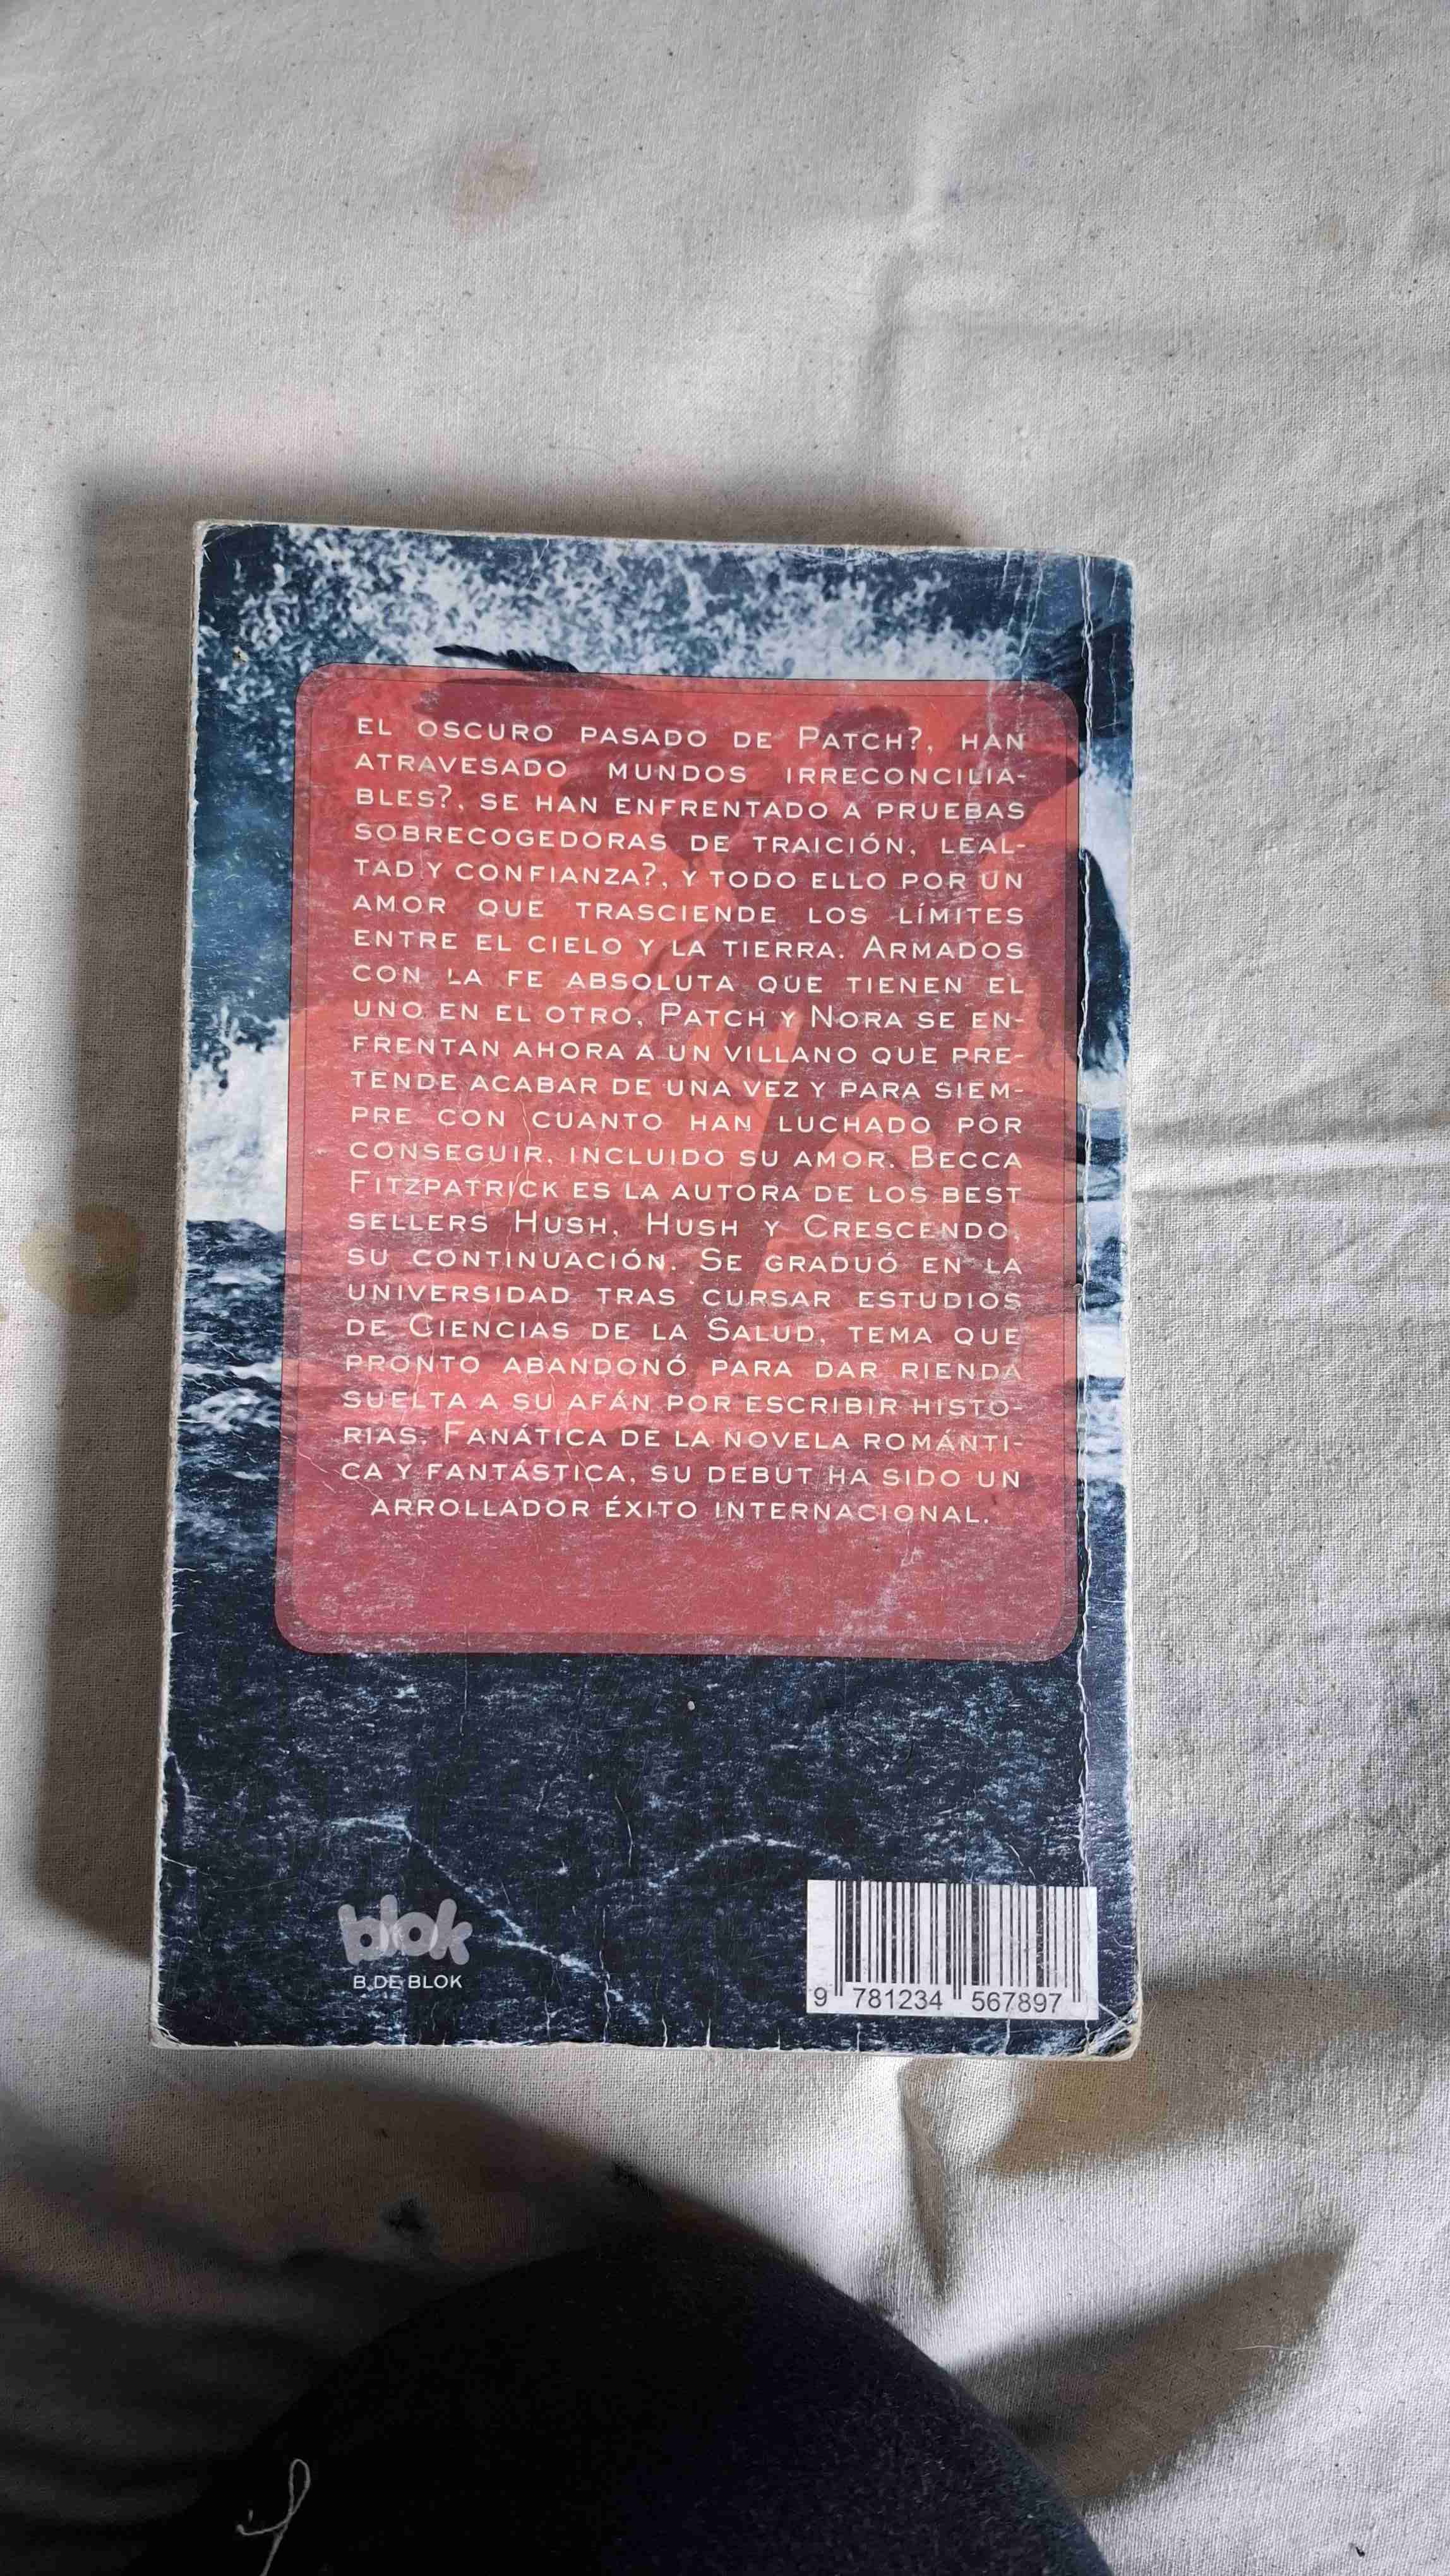 EL OSCURO PASADO DE PATCH?, HAN
ATRAVESADO MUNDOS IRRECONCILIA-
BLES?, SE HAN ENFRENTADO A PRUEBAS
SOBRECOGEDORAS DE TRAICIÓN, LEAL-
TAD Y CONFIANZA?, Y TODO ELLO POR UN
AMOR QUE TRASCIENDE LOS LÍMITES
ENTRE EL CIELO Y LA TIERRA. ARMADOS
CON LA FE ABSOLUTA QUE TIENEN EL
UNO EN EL OTRO, PATCH Y NORA SE EN-
FRENTAN AHORA A UN VILLANO QUE PRE-
TENDE ACABAR DE UNA VEZ Y PARA SIEM-
PRE CON CUANTO HAN LUCHADO POR
CONSEGUIR, INCLUIDO SU AMOR. BECCA
FITZPATRICK ES LA AUTORA DE LOS BEST
SELLERS HUSH, HUSH Y CRESCENDO,
SU CONTINUACIÓN. SE GRADUÓ EN LA
UNIVERSIDAD TRAS CURSAR ESTUDIOS
DE CIENCIAS DE LA SALUD, TEMA QUE
PRONTO ABANDONÓ PARA DAR RIENDA
SUELTA A SU AFÁN POR ESCRIBIR HISTO-
RIAS. FANÁTICA DE LA NOVELA ROMÁNTI-
CA Y FANTÁSTICA, SU DEBUT HA SIDO UN
ARROLLADOR ÉXITO INTERNACIONAL.
blok
B DE BLOK
9 781234 567897